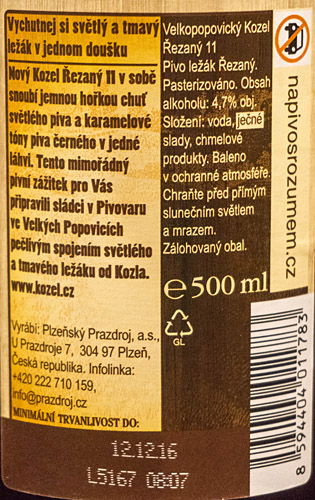 Vychutnej si světlý a tmavý
ležák v jednom doušku
Nový Kozel Řezaný 11 v sobě
snoubí jemnou hořkou chuť
světlého piva a karamelové
tóny piva černého v jedné
láhvi. Tento mimořádný
pivní zážitek pro Vás
připravili sládci v Pivovaru
ve Velkých Popovicích
pečlivým spojením světlého
a tmavého ležáku od Kozla.
www.kozel.cz
Vyrábí: Plzeňský Prazdroj, a.s.,
U Prazdroje 7, 304 97 Plzeň,
Česká republika. Infolinka:
+420 222 710 159,
info@prazdroj.cz
MINIMÁLNÍ TRVANLIVOST DO:
12.12.16
L5167 08:07
Velkopopovický Kozel
Řezaný 11
Pivo ležák Řezaný.
Pasterizováno. Obsah
alkoholu: 4,7% obj.
Složení: voda, ječné
slady, chmelové
produkty. Baleno
v ochranné atmosféře.
Chraňte před přímým
slunečním světlem
a mrazem.
Zálohovaný obal.
℮ 500 ml
GL
napivosrozumem.cz
8 594404 011783